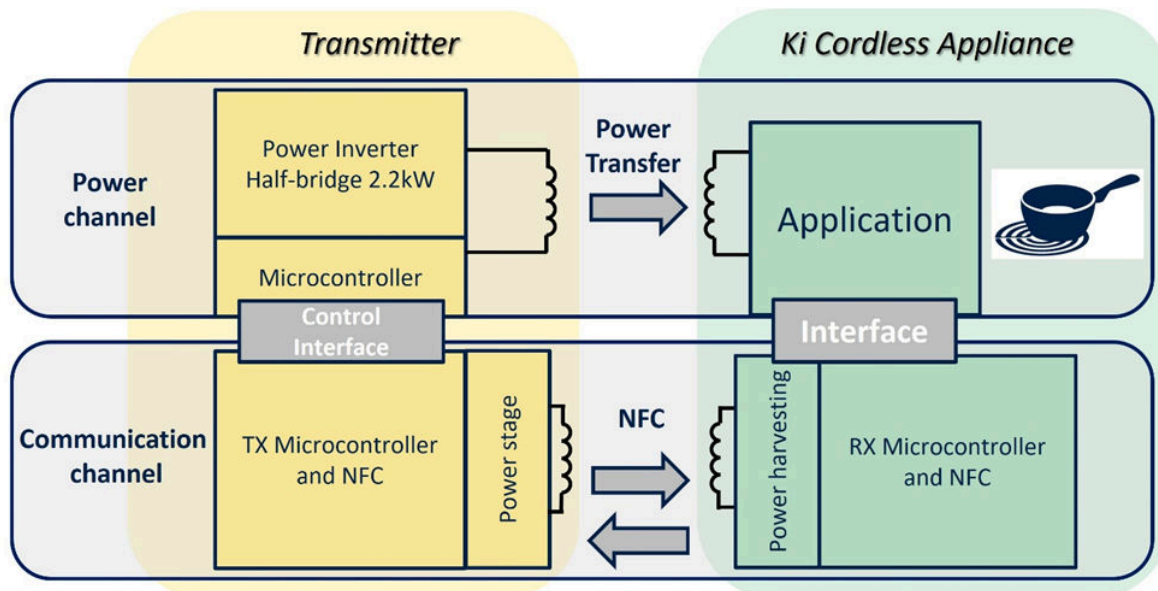 Transmitter
Ki Cordless Appliance
Power
channel
Power Inverter
Half-bridge 2.2kW
Microcontroller
Power
Transfer
Application
Control
Interface
Interface
Communication
channel
TX Microcontroller
and NFC
Power stage
NFC
Power harvesting
RX Microcontroller
and NFC